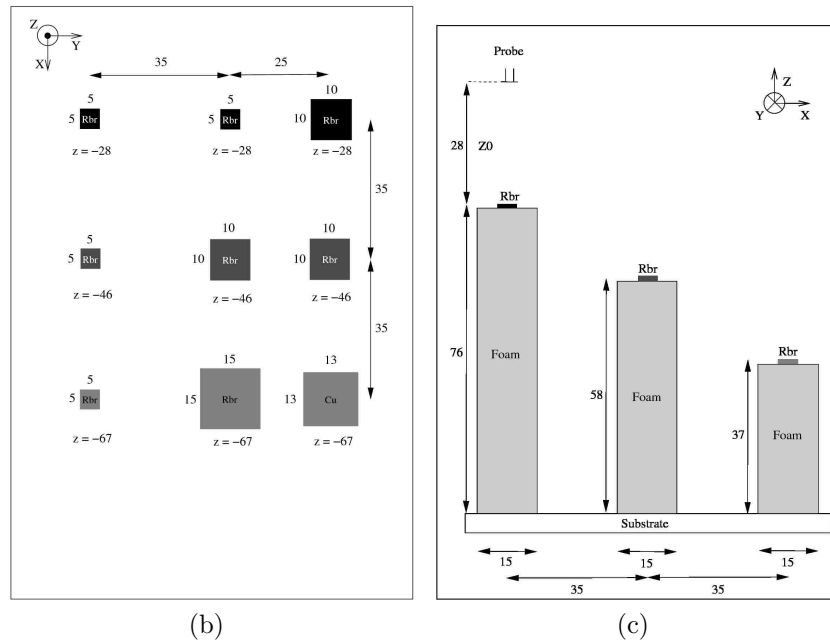 Z
Y
X
35
25
5
5
10
5
Rbr
5
Rbr
10
Rbr
z = −28
z = −28
z = −28
35
5
10
10
5
Rbr
10
Rbr
10
Rbr
z = −46
z = −46
z = −46
35
5
15
13
5
Rbr
15
Rbr
13
Cu
z = −67
z = −67
z = −67
(b)
Probe
Z
Y
X
28
Z0
Rbr
Rbr
Rbr
76
Foam
58
Foam
37
Foam
Substrate
15
15
15
35
35
(c)